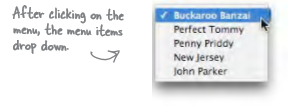 After clicking on the
menu, the menu items
drop down.
✓ Buckaroo Banzai
Perfect Tommy
Penny Priddy
New Jersey
John Parker